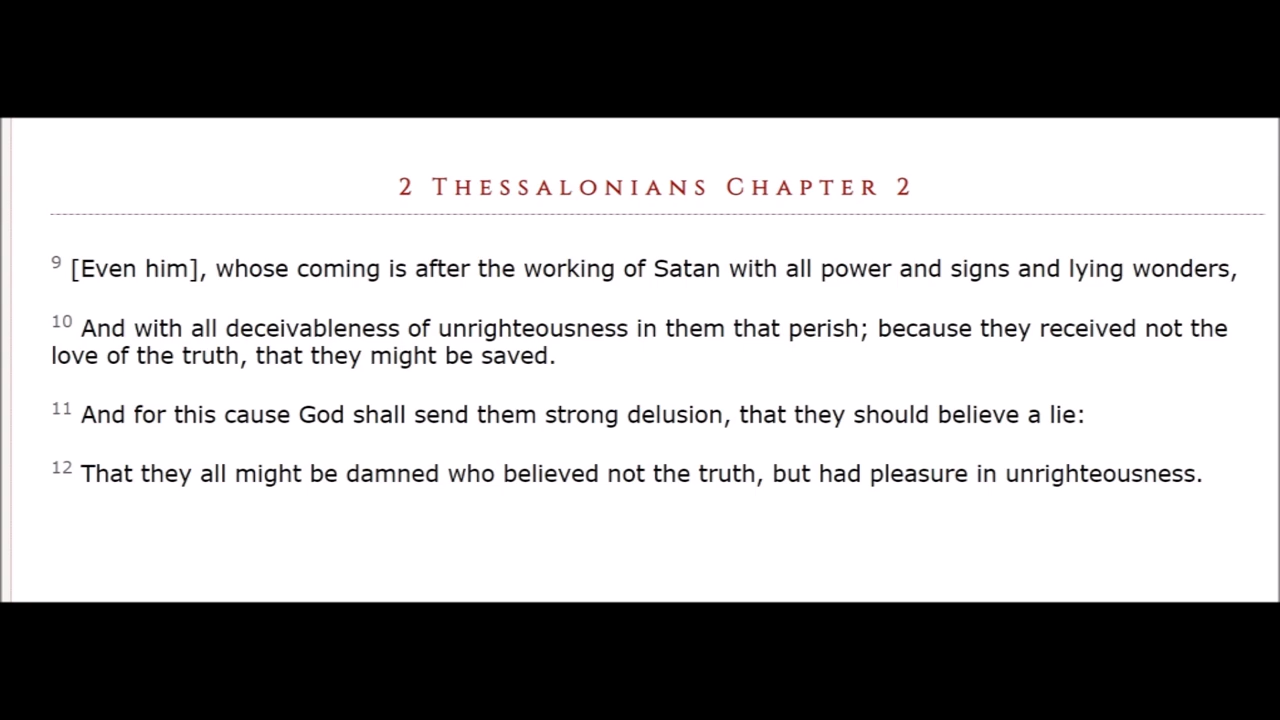 2 Thessalonians Chapter 2
9 [Even him], whose coming is after the working of Satan with all power and signs and lying wonders,
10 And with all deceivableness of unrighteousness in them that perish; because they received not the
love of the truth, that they might be saved.
11 And for this cause God shall send them strong delusion, that they should believe a lie:
12 That they all might be damned who believed not the truth, but had pleasure in unrighteousness.